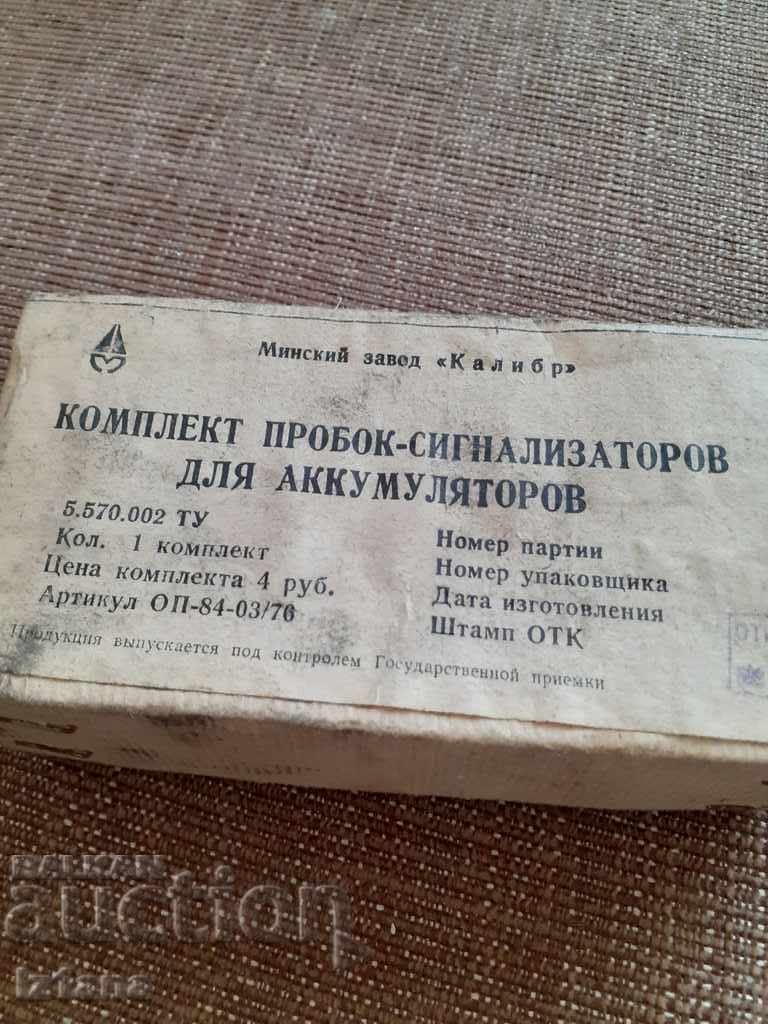 Минский завод «Калибр»
КОМПЛЕКТ ПРОБОК-СИГНАЛИЗАТОРОВ
ДЛЯ АККУМУЛЯТОРОВ
5.570.002 ТУ
Кол. 1 комплект
Цена комплекта 4 руб.
Артикул ОП-84-03/76
Номер партии
Номер упаковщика
Дата изготовления
Штамп ОТК
Продукция выпускается под контролем Государственной приемки
BALKAN
auction
Iztana